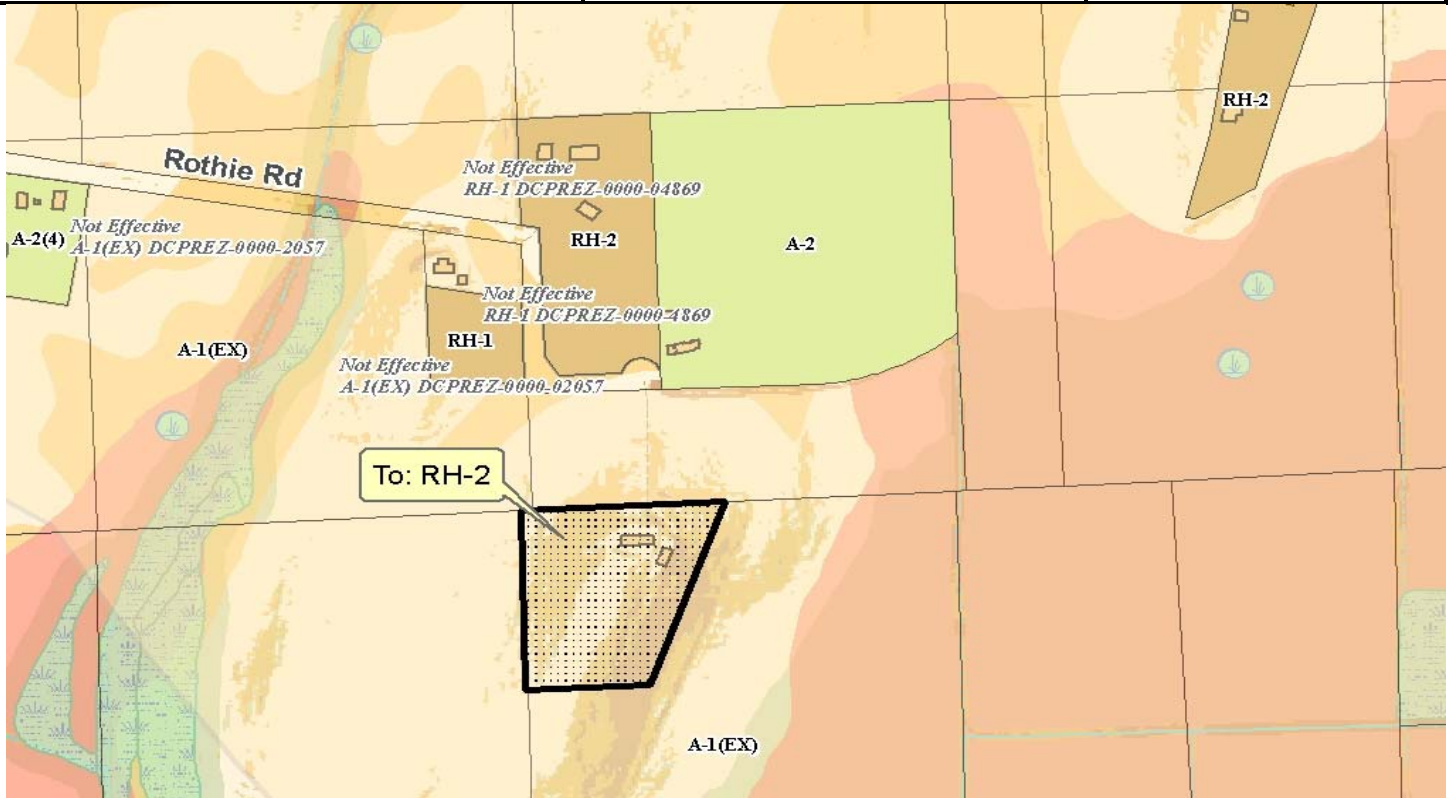 RH-2
Rothie Rd
Not Effective
RH-1 DCPREZ-0000-04869
A-2(4)
Not Effective
A-1(EX) DCPREZ-0000-2057
RH-2
A-2
Not Effective
RH-1 DCPREZ-0000-4869
RH-1
A-1(EX)
Not Effective
A-1(EX) DCPREZ-0000-02057
To: RH-2
A-1(EX)